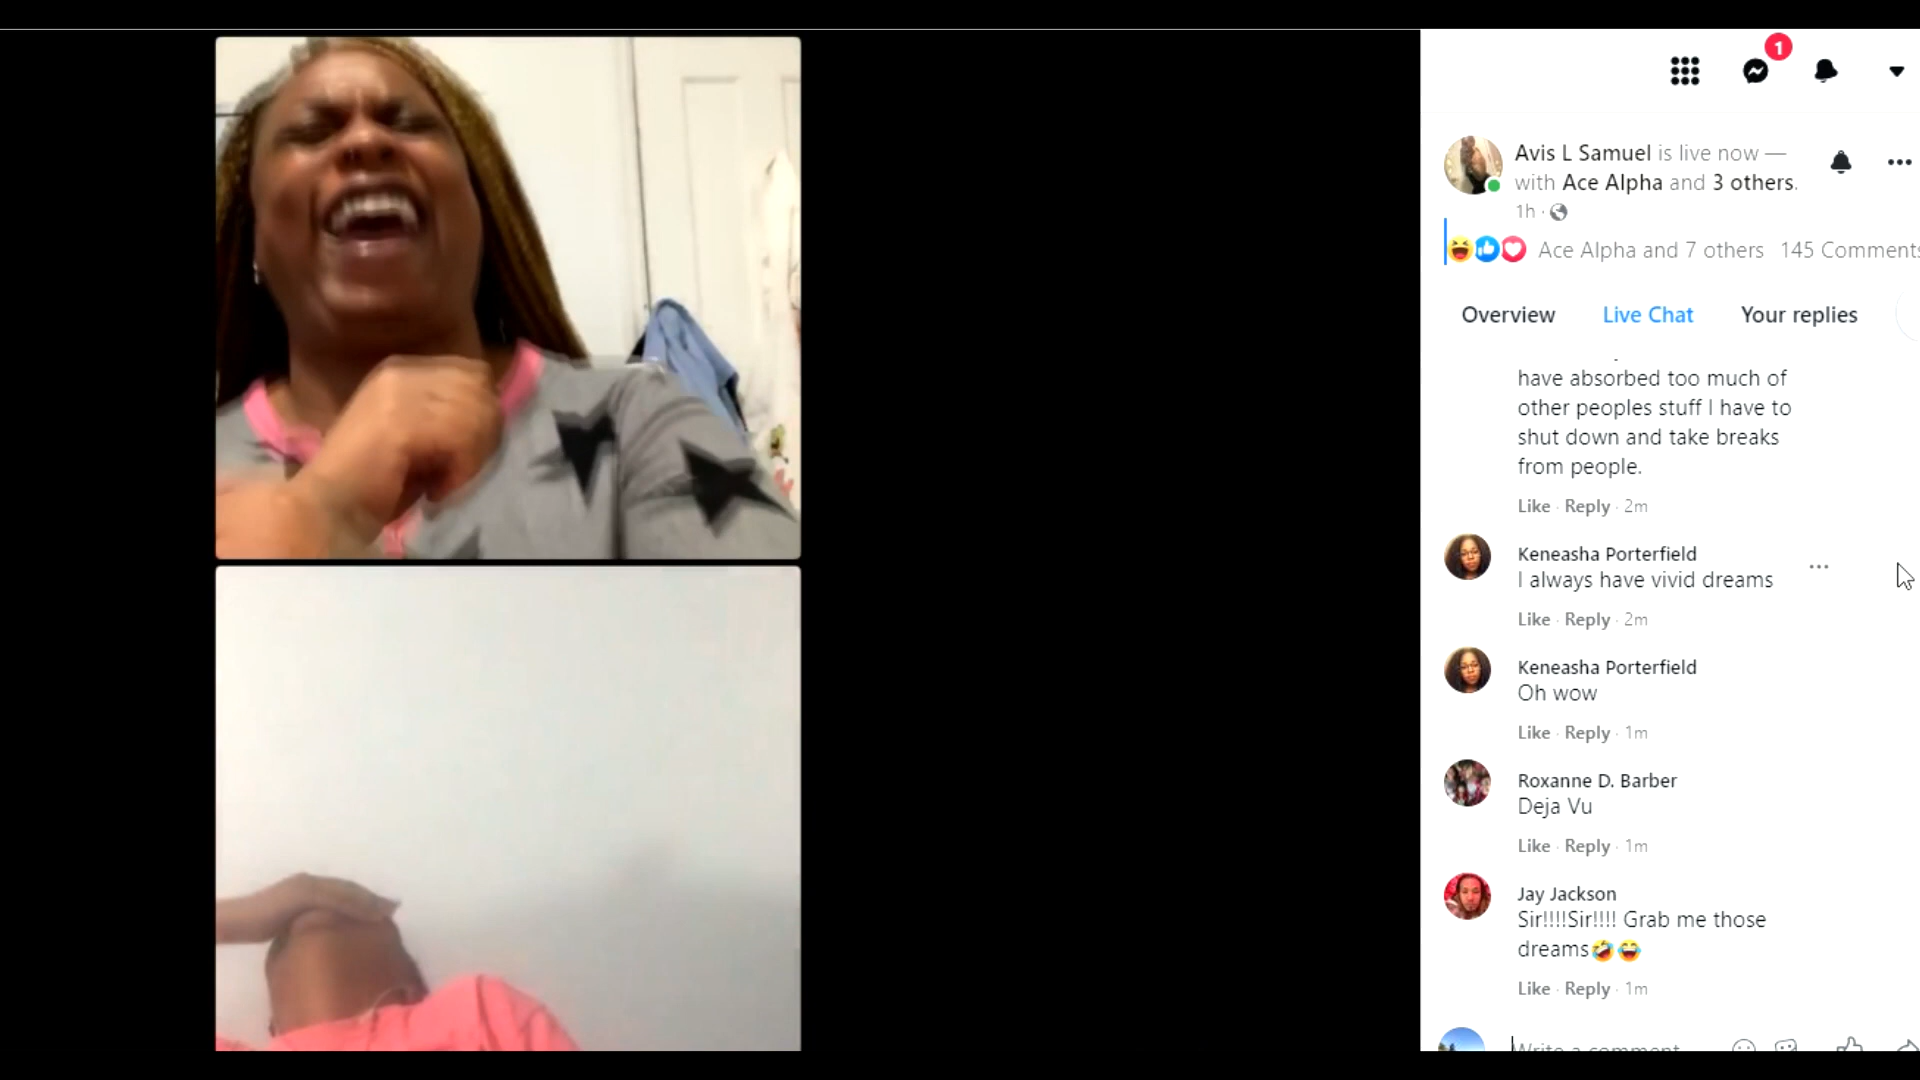 1
Avis L Samuel is live now —
with Ace Alpha and 3 others.
1h ·
Ace Alpha and 7 others 145 Comments
Overview Live Chat Your replies
have absorbed too much of
other peoples stuff I have to
shut down and take breaks
from people.
Like · Reply · 2m
Keneasha Porterfield
I always have vivid dreams
Like · Reply · 2m
Keneasha Porterfield
Oh wow
Like · Reply · 1m
Roxanne D. Barber
Deja Vu
Like · Reply · 1m
Jay Jackson
Sir!!!!Sir!!!! Grab me those
dreams🤣😂
Like · Reply · 1m
Write a comment